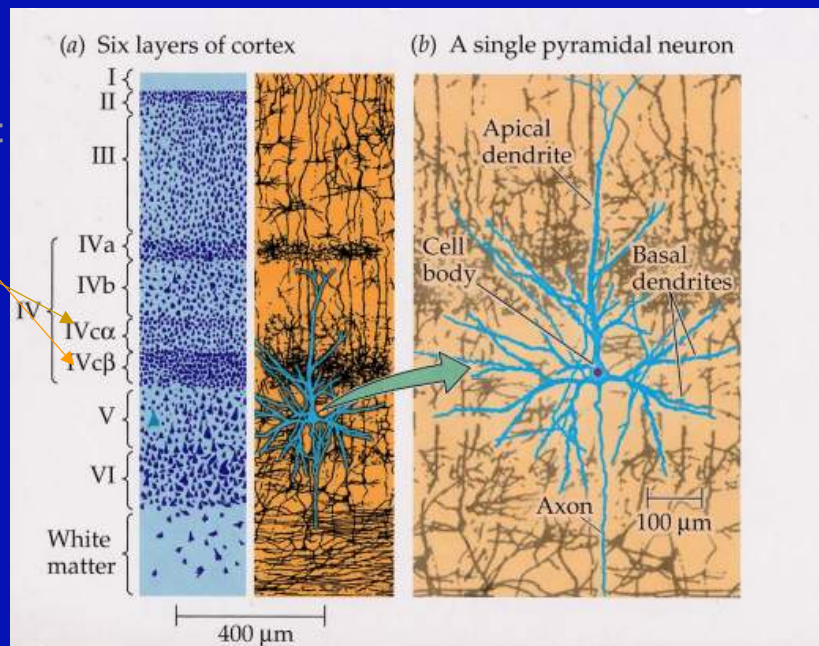 (a) Six layers of cortex
I
II
III
IVa
IVb
IV
IVcα
IVcβ
V
VI
White
matter
400 μm
(b) A single pyramidal neuron
Apical
dendrite
Cell
body
Basal
dendrites
Axon
100 μm